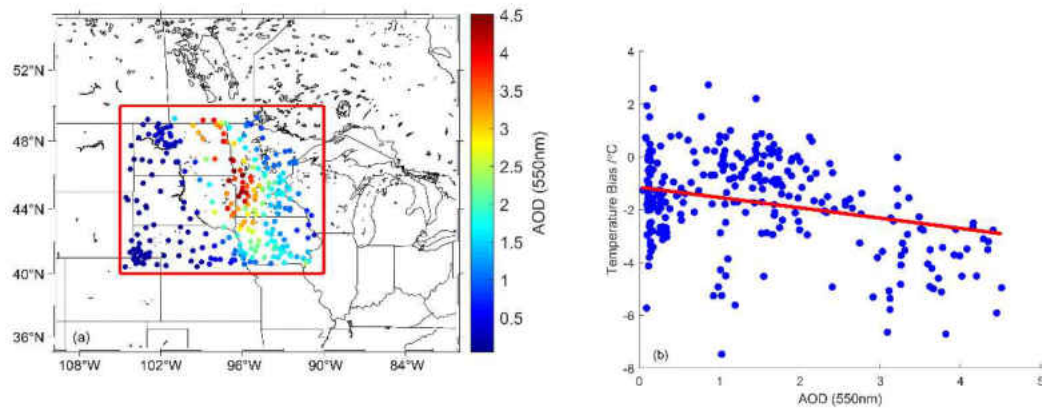 52°N
48°N
44°N
40°N
36°N
(a)
108°W 102°W 96°W 90°W 84°W
4.5
4
3.5
3
2.5
2
1.5
1
0.5
AOD (550nm)
4
2
0
-2
-4
-6
-8
Temperature Bias /°C
(b)
0 1 2 3 4 5
AOD (550nm)